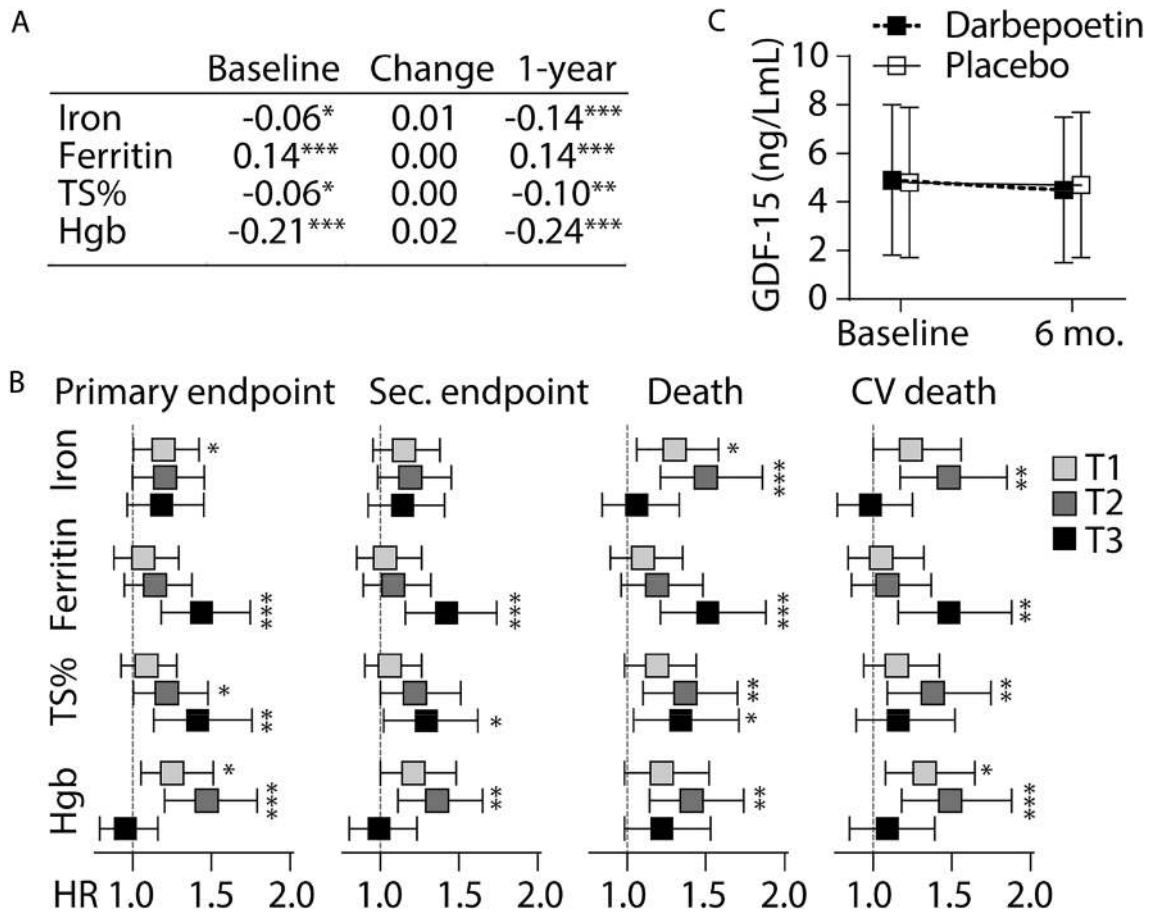 A
Baseline Change 1-year
Iron -0.06* 0.01 -0.14***
Ferritin 0.14*** 0.00 0.14***
TS% -0.06* 0.00 -0.10**
Hgb -0.21*** 0.02 -0.24***
C
Darbepoetin
Placebo
GDF-15 (ng/LmL)
10
8
6
4
2
0
Baseline 6 mo.
B
Primary endpoint Sec. endpoint Death CV death
Iron
* * *** **
Ferritin
*** *** *** **
TS%
* ** * ** * **
Hgb
* *** ** ** * ***
T1
T2
T3
HR 1.0 1.5 2.0 1.0 1.5 2.0 1.0 1.5 2.0 1.0 1.5 2.0